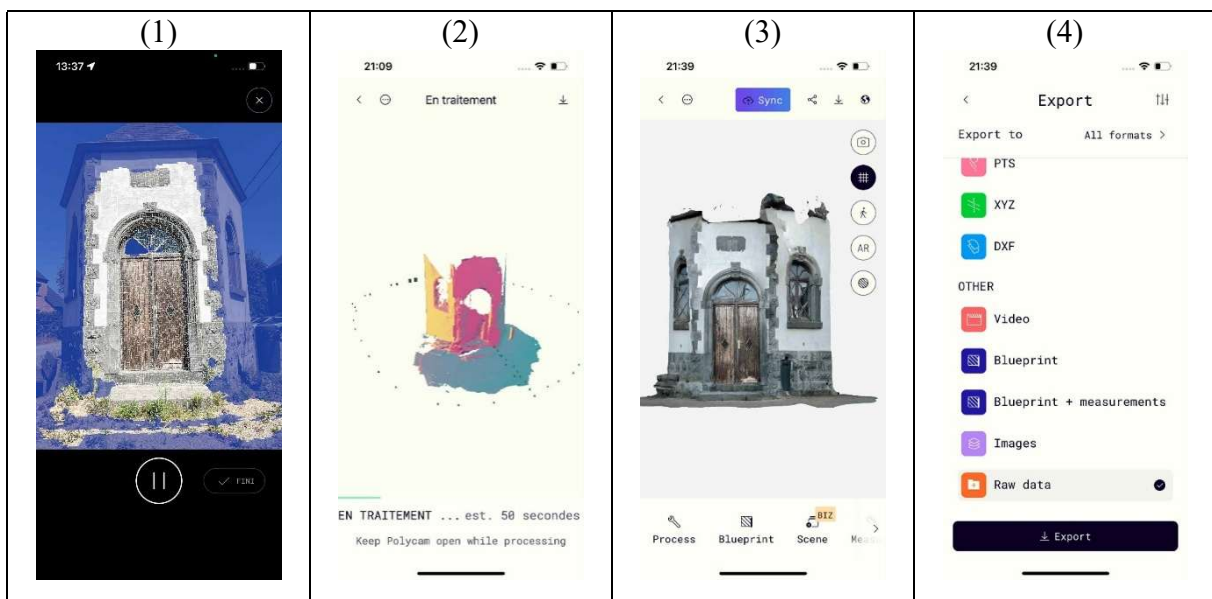 (1)
(2)
(3)
(4)
13:37
FINI
21:09
En traitement
EN TRAITEMENT ... est. 50 secondes
Keep Polycam open while processing
21:39
Sync
AR
BIZ
Process Blueprint Scene
21:39
Export
Export to All formats >
PTS
XYZ
DXF
OTHER
Video
Blueprint
Blueprint + measurements
Images
Raw data
Export